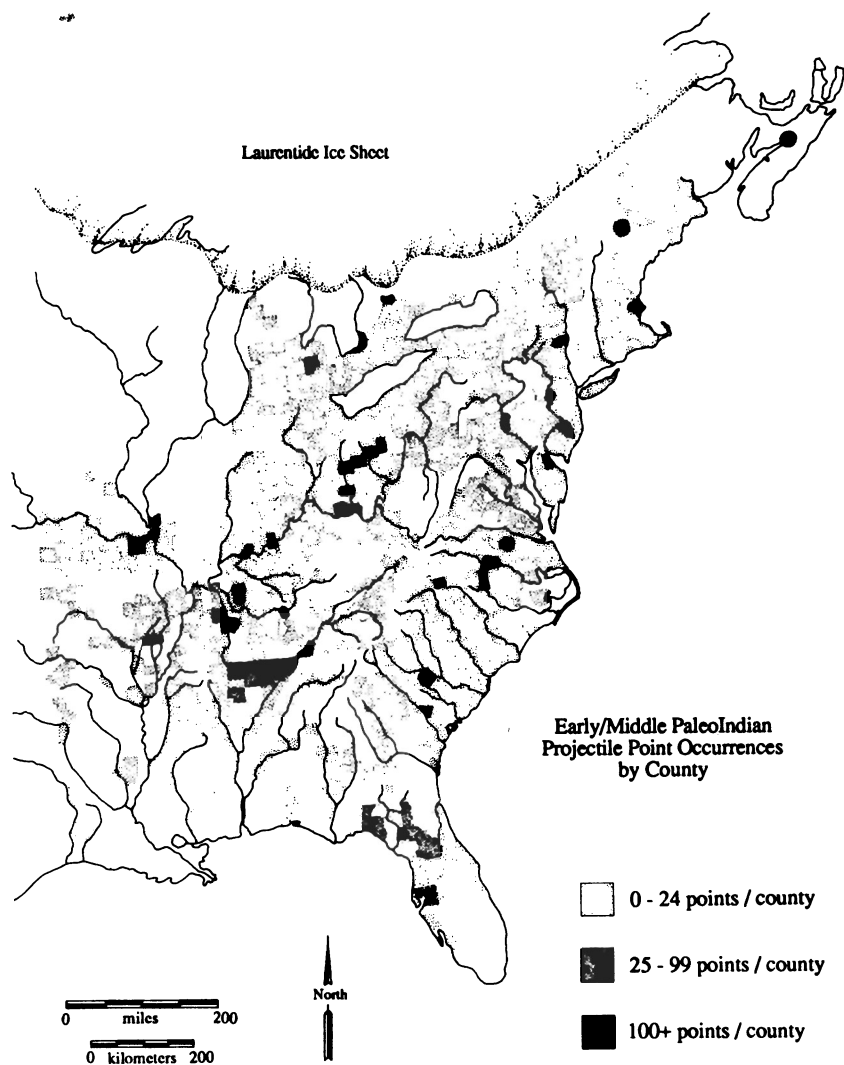 Laurentide Ice Sheet
Early/Middle PaleoIndian
Projectile Point Occurrences
by County
0 - 24 points / county
25 - 99 points / county
100+ points / county
North
0 miles 200
0 kilometers 200